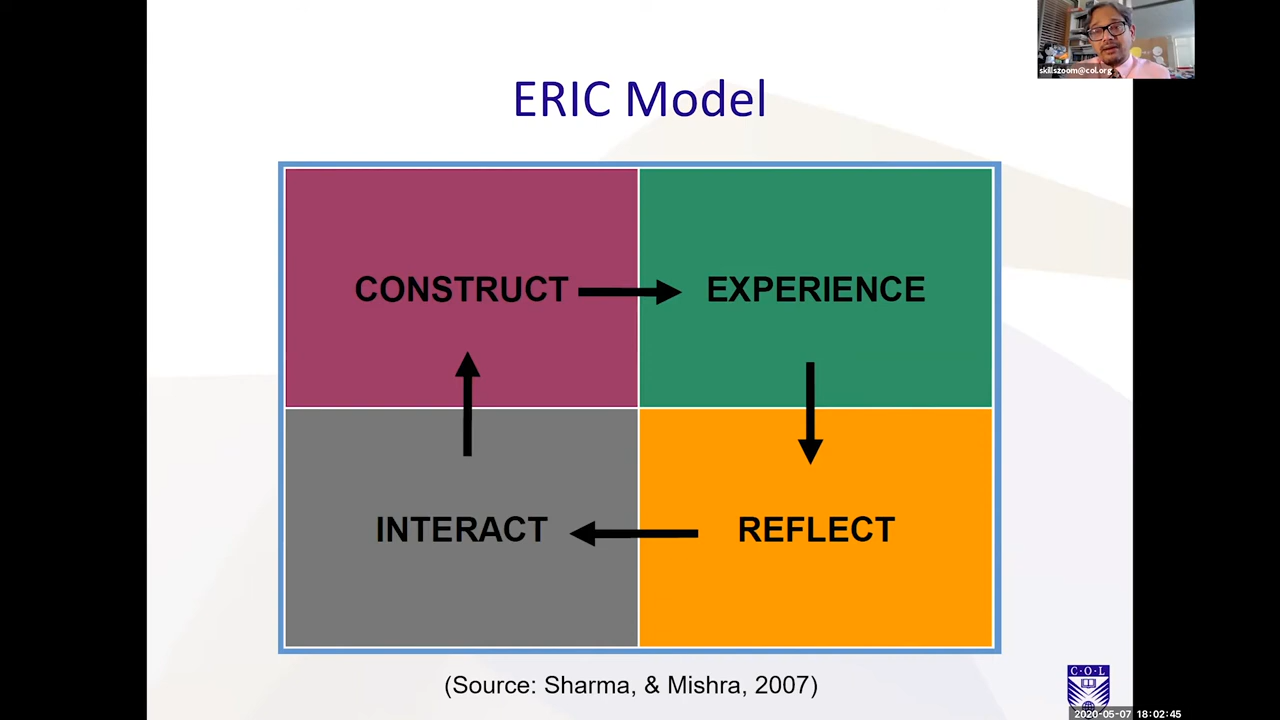 skillszoom@col.org
ERIC Model
CONSTRUCT
EXPERIENCE
INTERACT
REFLECT
(Source: Sharma, & Mishra, 2007)
C·O·L
2020-05-07 18:02:45